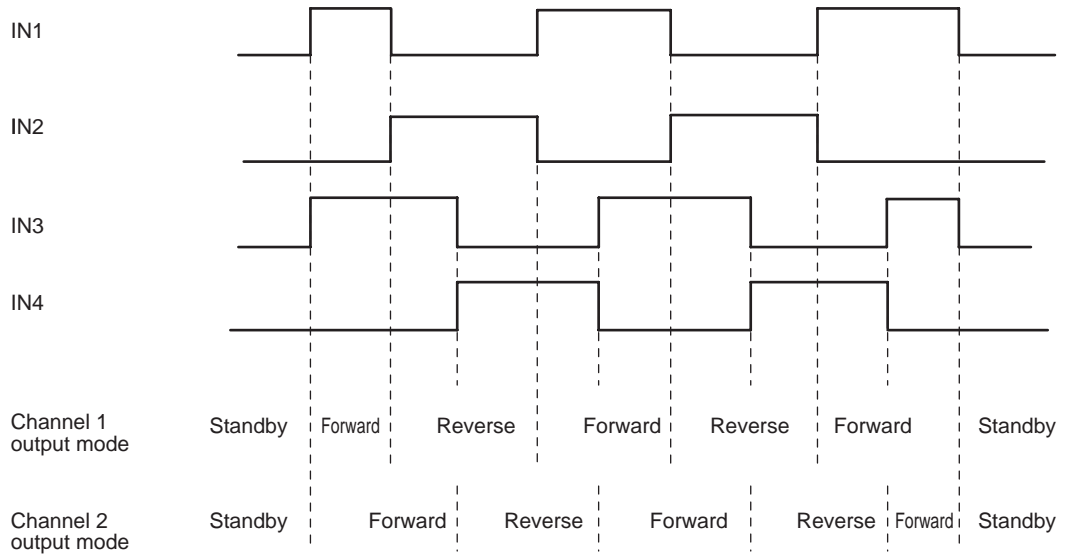 IN1
IN2
IN3
IN4
Channel 1
output mode
Standby Forward Reverse Forward Reverse Forward Standby
Channel 2
output mode
Standby Forward Reverse Forward Reverse Forward Standby